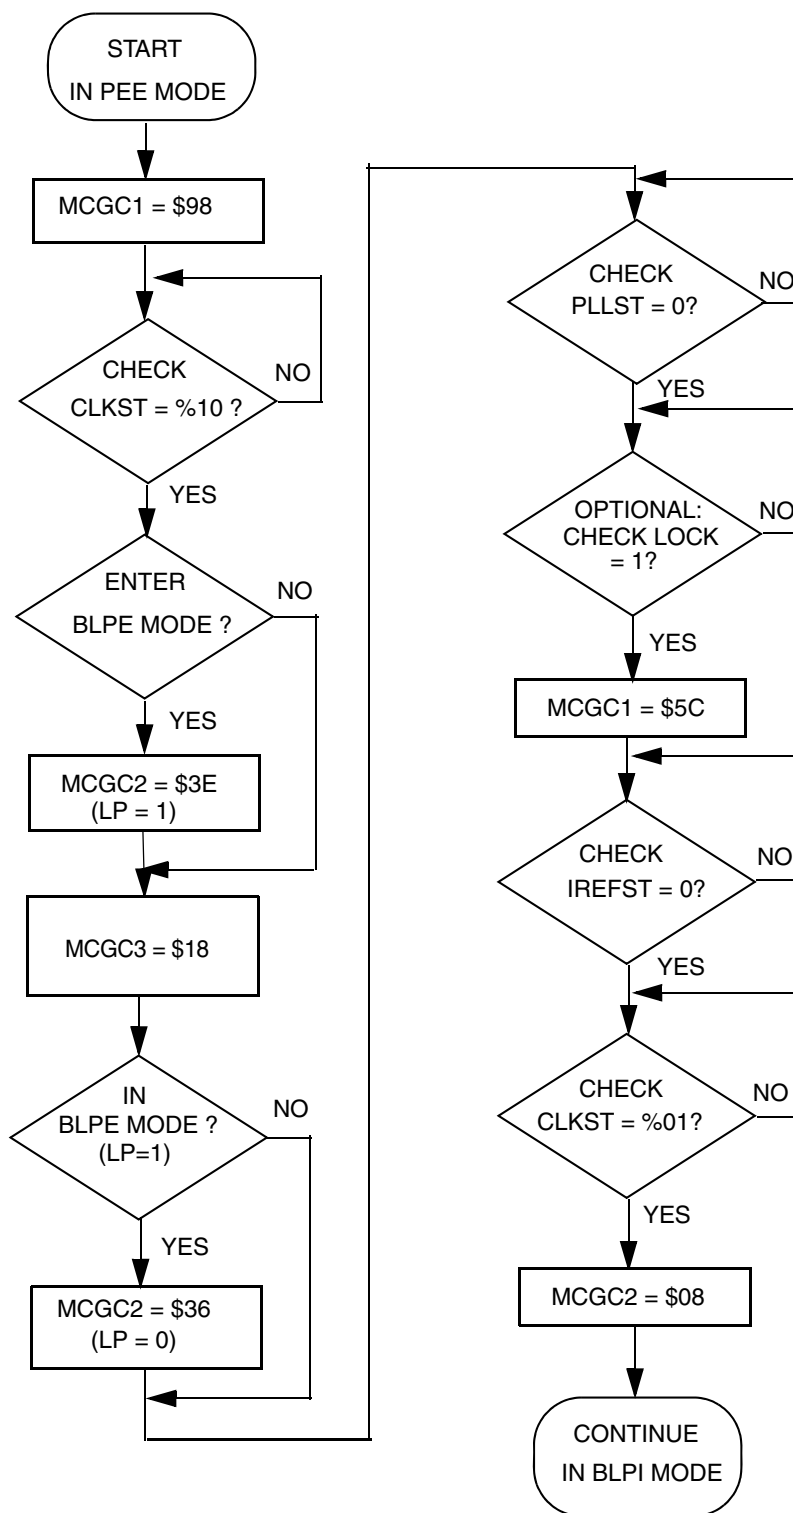 START
IN PEE MODE
MCGC1 = $98
CHECK
CLKST = %10 ?
NO
YES
ENTER
BLPE MODE ?
NO
YES
MCGC2 = $3E
(LP = 1)
MCGC3 = $18
IN
BLPE MODE ?
(LP=1)
NO
YES
MCGC2 = $36
(LP = 0)
CHECK
PLLST = 0?
NO
YES
OPTIONAL:
CHECK LOCK
= 1?
NO
YES
MCGC1 = $5C
CHECK
IREFST = 0?
NO
YES
CHECK
CLKST = %01?
NO
YES
MCGC2 = $08
CONTINUE
IN BLPI MODE